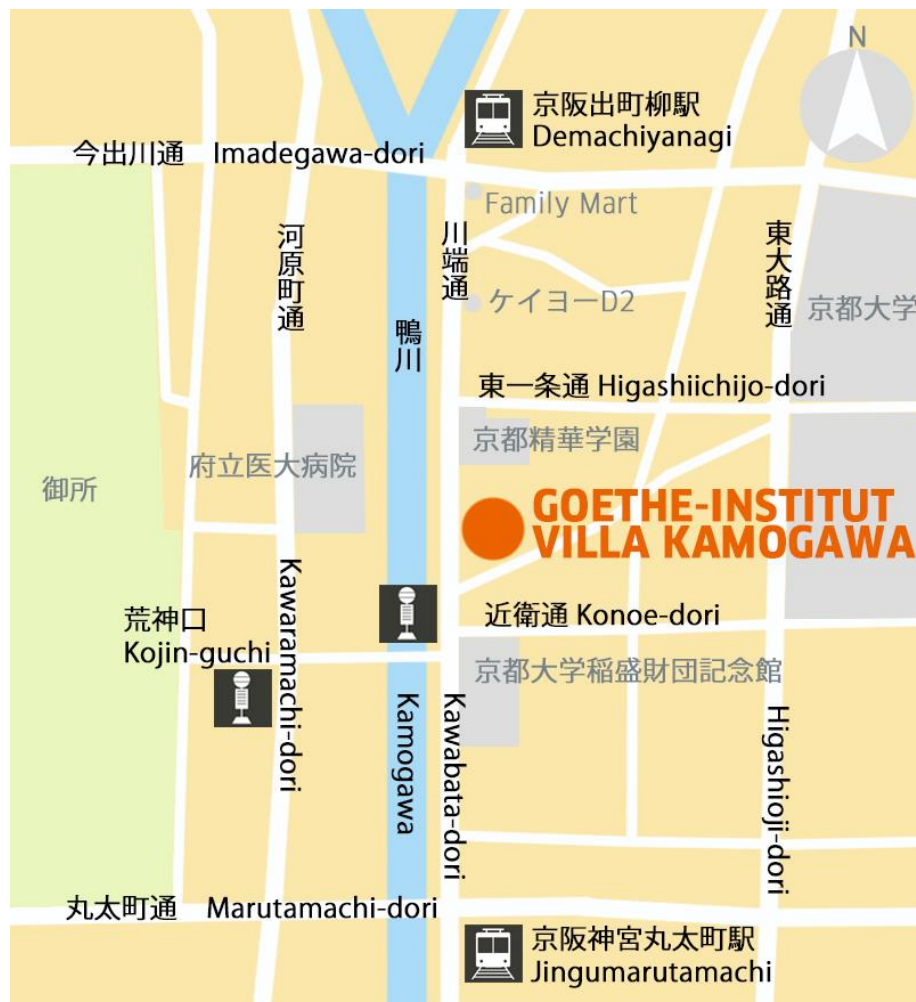 N
京阪出町柳駅
Demachiyanagi
今出川通 Imadegawa-dori
Family Mart
河原町通
川端通
東大路通
ケイヨーD2
京都大学
鴨川
東一条通 Higashiichijo-dori
京都精華学園
府立医大病院
御所
GOETHE-INSTITUT
VILLA KAMOGAWA
Kawaramachi-dori
荒神口
Kojin-guchi
近衛通 Konoe-dori
京都大学稲盛財団記念館
Kamogawa
Kawabata-dori
Higashioji-dori
丸太町通 Marutamachi-dori
京阪神宮丸太町駅
Jingumarutamachi